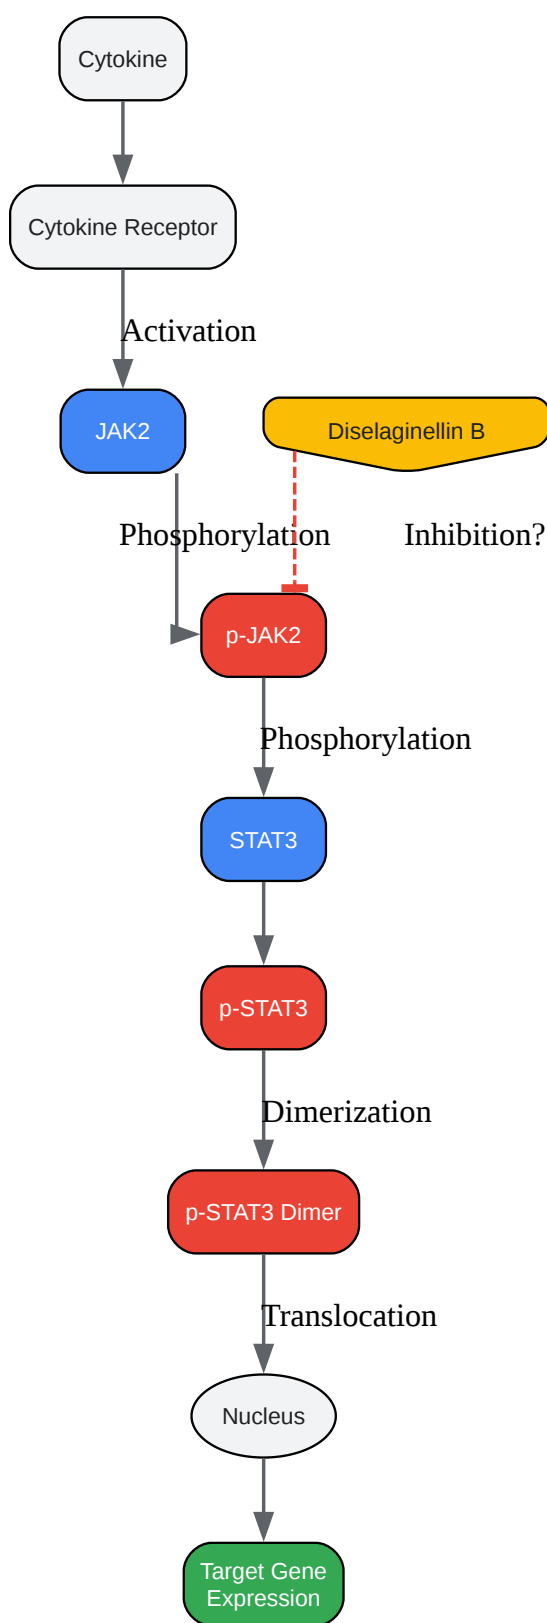 Cytokine
Cytokine Receptor
Activation
JAK2
Diselaginellin B
Phosphorylation
Inhibition?
p-JAK2
Phosphorylation
STAT3
p-STAT3
Dimerization
p-STAT3 Dimer
Translocation
Nucleus
Target Gene
Expression